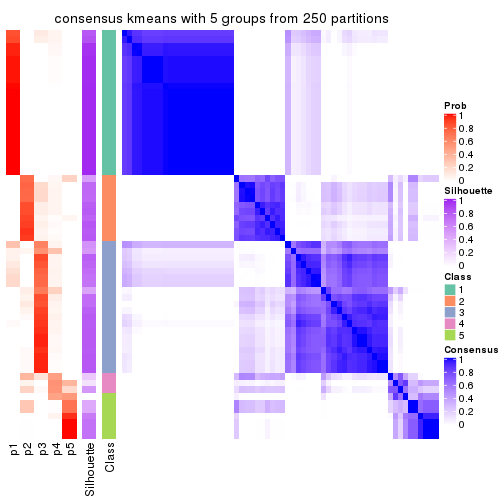 consensus kmeans with 5 groups from 250 partitions
Prob
1
0.8
0.6
0.4
0.2
0
Silhouette
1
0.8
0.6
0.4
0.2
0
Class
1
2
3
4
5
Consensus
1
0.8
0.6
0.4
0.2
0
p1
p2
p3
p4
p5
Silhouette
Class